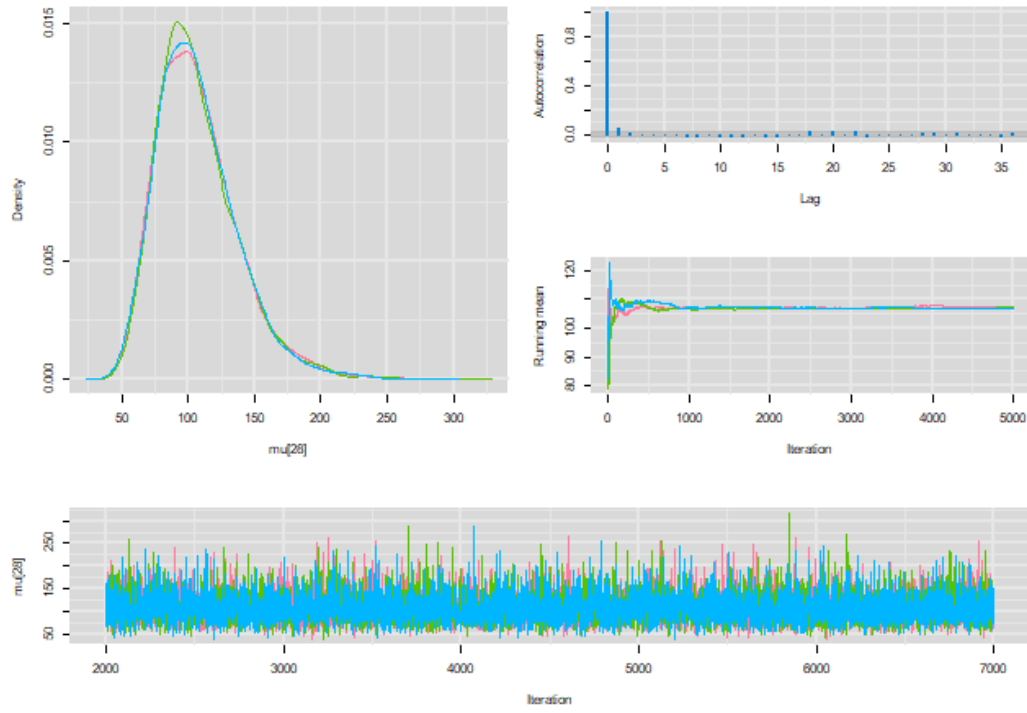 0.015
0.010
0.005
0.000
Density
50 100 150 200 250 300
mu[28]
0.8
0.4
0.0
Autocorrelation
0 5 10 15 20 25 30 35
Lag
120
100
90
80
Running mean
0 1000 2000 3000 4000 5000
Iteration
250
150
50
mu[28]
2000 3000 4000 5000 6000 7000
Iteration